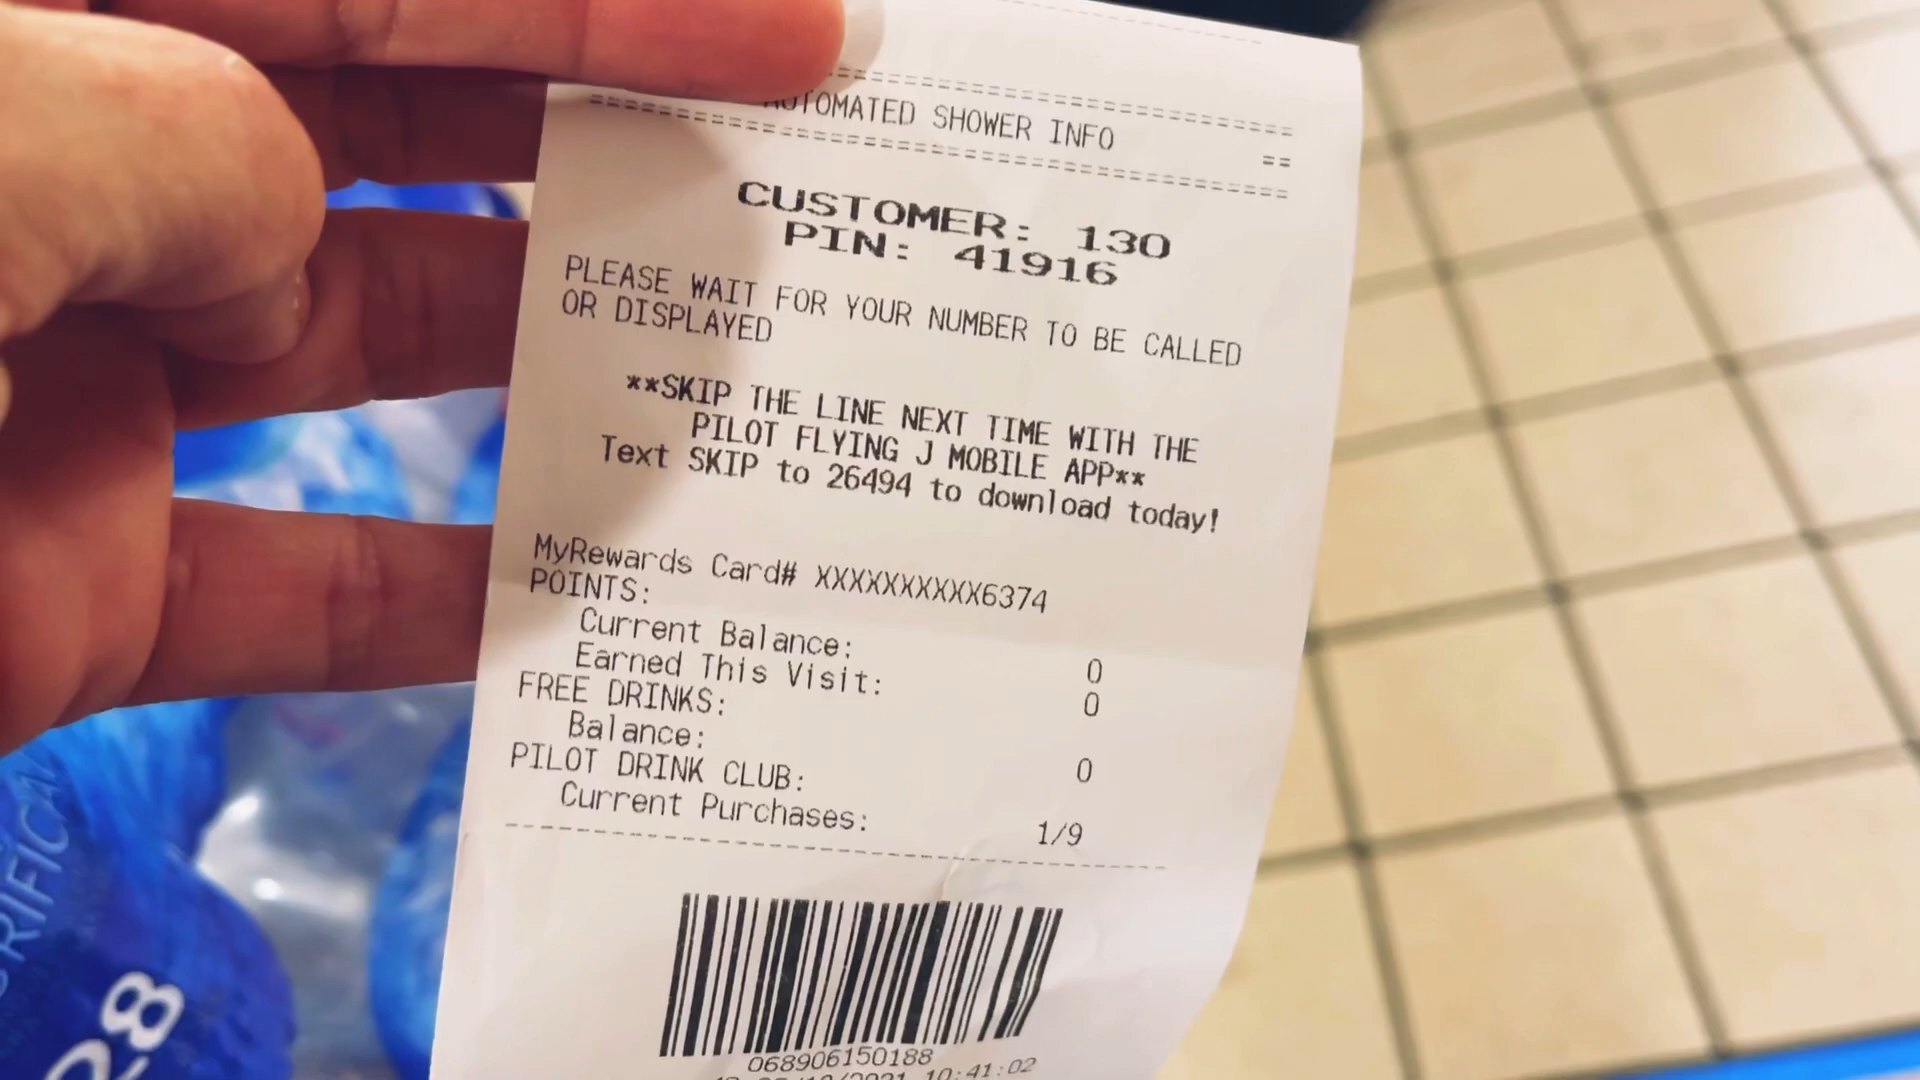 AUTOMATED SHOWER INFO
==
CUSTOMER: 130
PIN: 41916
PLEASE WAIT FOR YOUR NUMBER TO BE CALLED
OR DISPLAYED
**SKIP THE LINE NEXT TIME WITH THE
PILOT FLYING J MOBILE APP**
Text SKIP to 26494 to download today!
MyRewards Card# XXXXXXXXXX6374
POINTS:
Current Balance: 0
Earned This Visit: 0
FREE DRINKS:
Balance: 0
PILOT DRINK CLUB:
Current Purchases: 1/9
068906150188
10:41:02
28